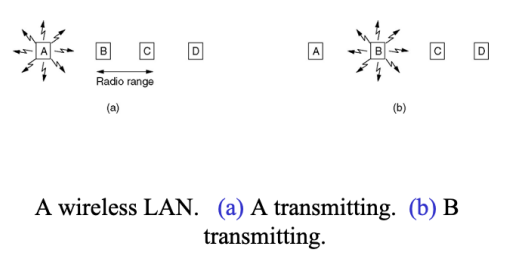 A B C D A B C D
Radio range
(a) (b)
A wireless LAN. (a) A transmitting. (b) B
transmitting.